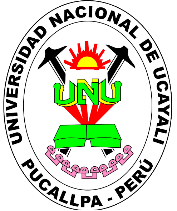 UNIVERSIDAD NACIONAL DE UCAYALI
UNU
PUCALLPA - PERÚ